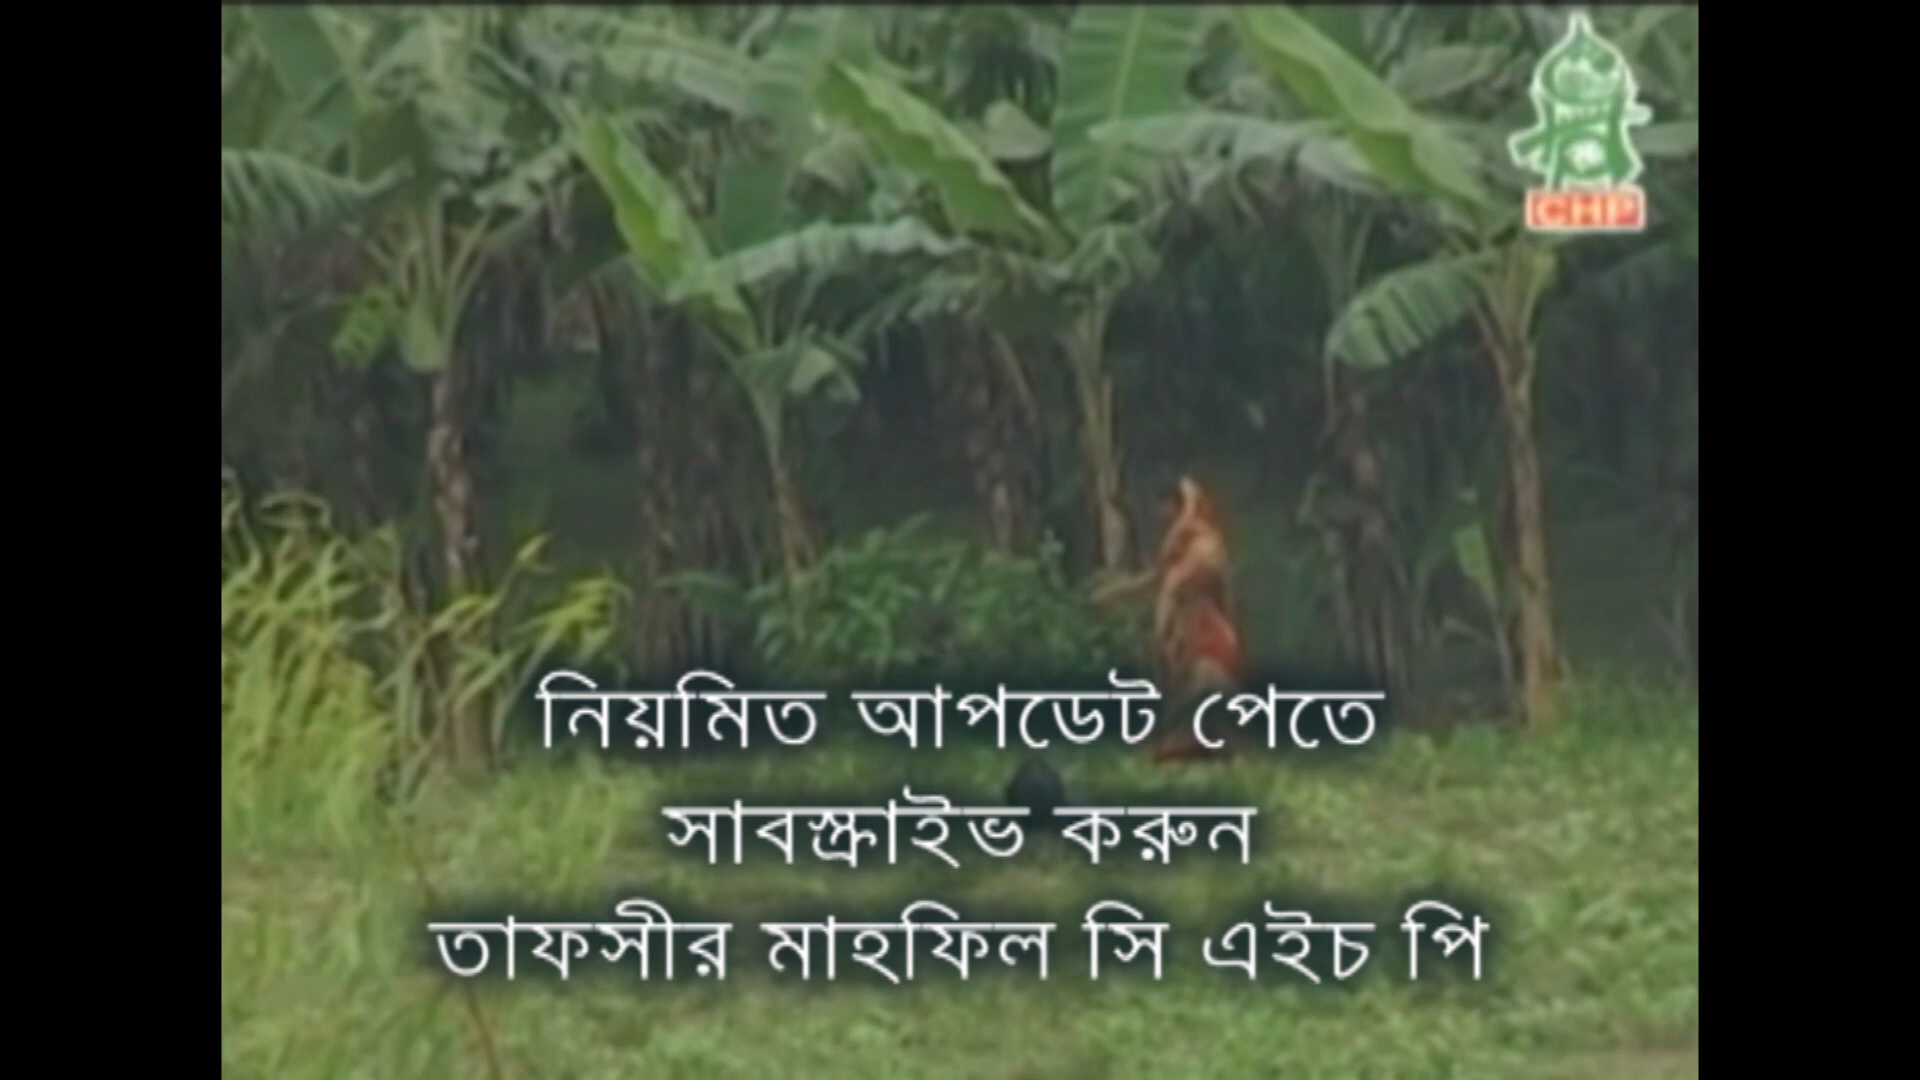 CHP
নিয়মিত আপডেট পেতে
সাবস্ক্রাইভ করুন
তাফসীর মাহফিল সি এইচ পি